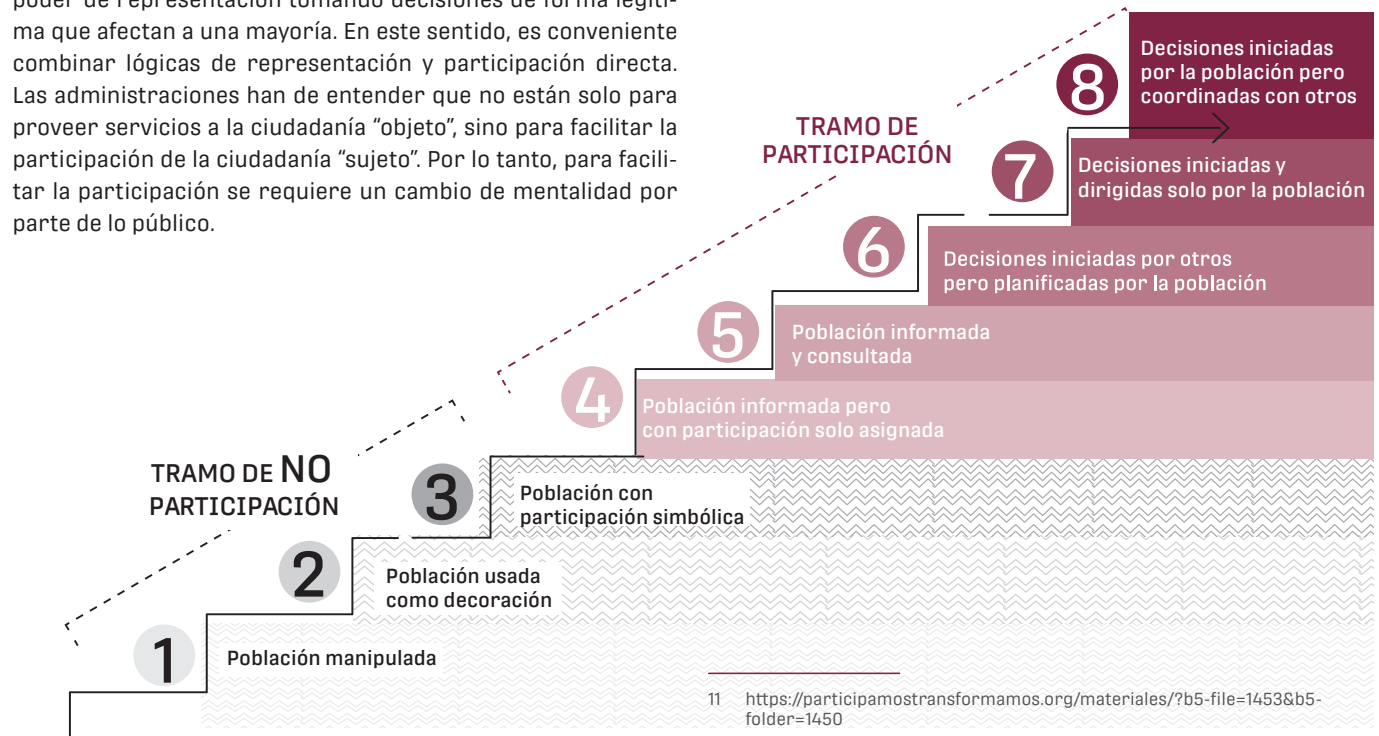 poder de representación tomando decisiones de forma legíti-
ma que afectan a una mayoría. En este sentido, es conveniente
combinar lógicas de representación y participación directa.
Las administraciones han de entender que no están solo para
proveer servicios a la ciudadanía “objeto”, sino para facilitar la
participación de la ciudadanía “sujeto”. Por lo tanto, para facili-
tar la participación se requiere un cambio de mentalidad por
parte de lo público.
TRAMO DE
PARTICIPACIÓN
8
Decisiones iniciadas
por la población pero
coordinadas con otros
7
Decisiones iniciadas y
dirigidas solo por la población
6
Decisiones iniciadas por otros
pero planificadas por la población
5
Población informada
y consultada
4
Población informada pero
con participación solo asignada
TRAMO DE NO
PARTICIPACIÓN
3
Población con
participación simbólica
2
Población usada
como decoración
1
Población manipulada
11 https://participamostransformamos.org/materiales/?b5-file=1453&b5-
folder=1450